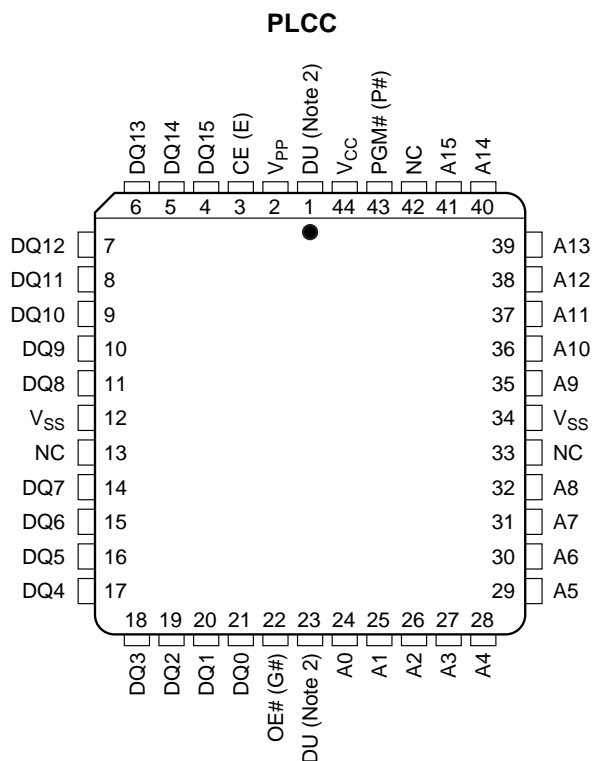 PLCC
DQ13
DQ14
DQ15
CE (E)
VPP
DU (Note 2)
VCC
PGM# (P#)
NC
A15
A14
6 5 4 3 2 1 44 43 42 41 40
DQ12 7 39 A13
DQ11 8 38 A12
DQ10 9 37 A11
DQ9 10 36 A10
DQ8 11 35 A9
VSS 12 34 VSS
NC 13 33 NC
DQ7 14 32 A8
DQ6 15 31 A7
DQ5 16 30 A6
DQ4 17 29 A5
18 19 20 21 22 23 24 25 26 27 28
DQ3
DQ2
DQ1
DQ0
OE# (G#)
DU (Note 2)
A0
A1
A2
A3
A4